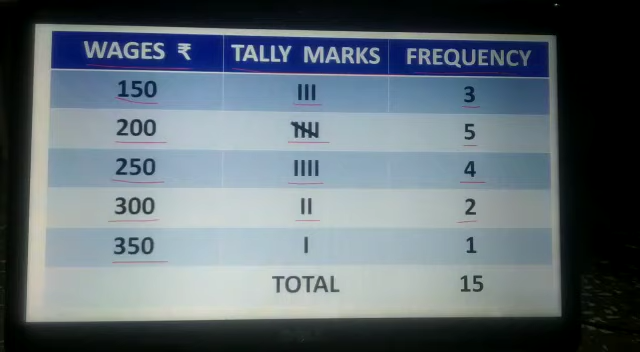 WAGES ₹ TALLY MARKS FREQUENCY
150 III 3
200 卌 5
250 IIII 4
300 II 2
350 I 1
TOTAL 15